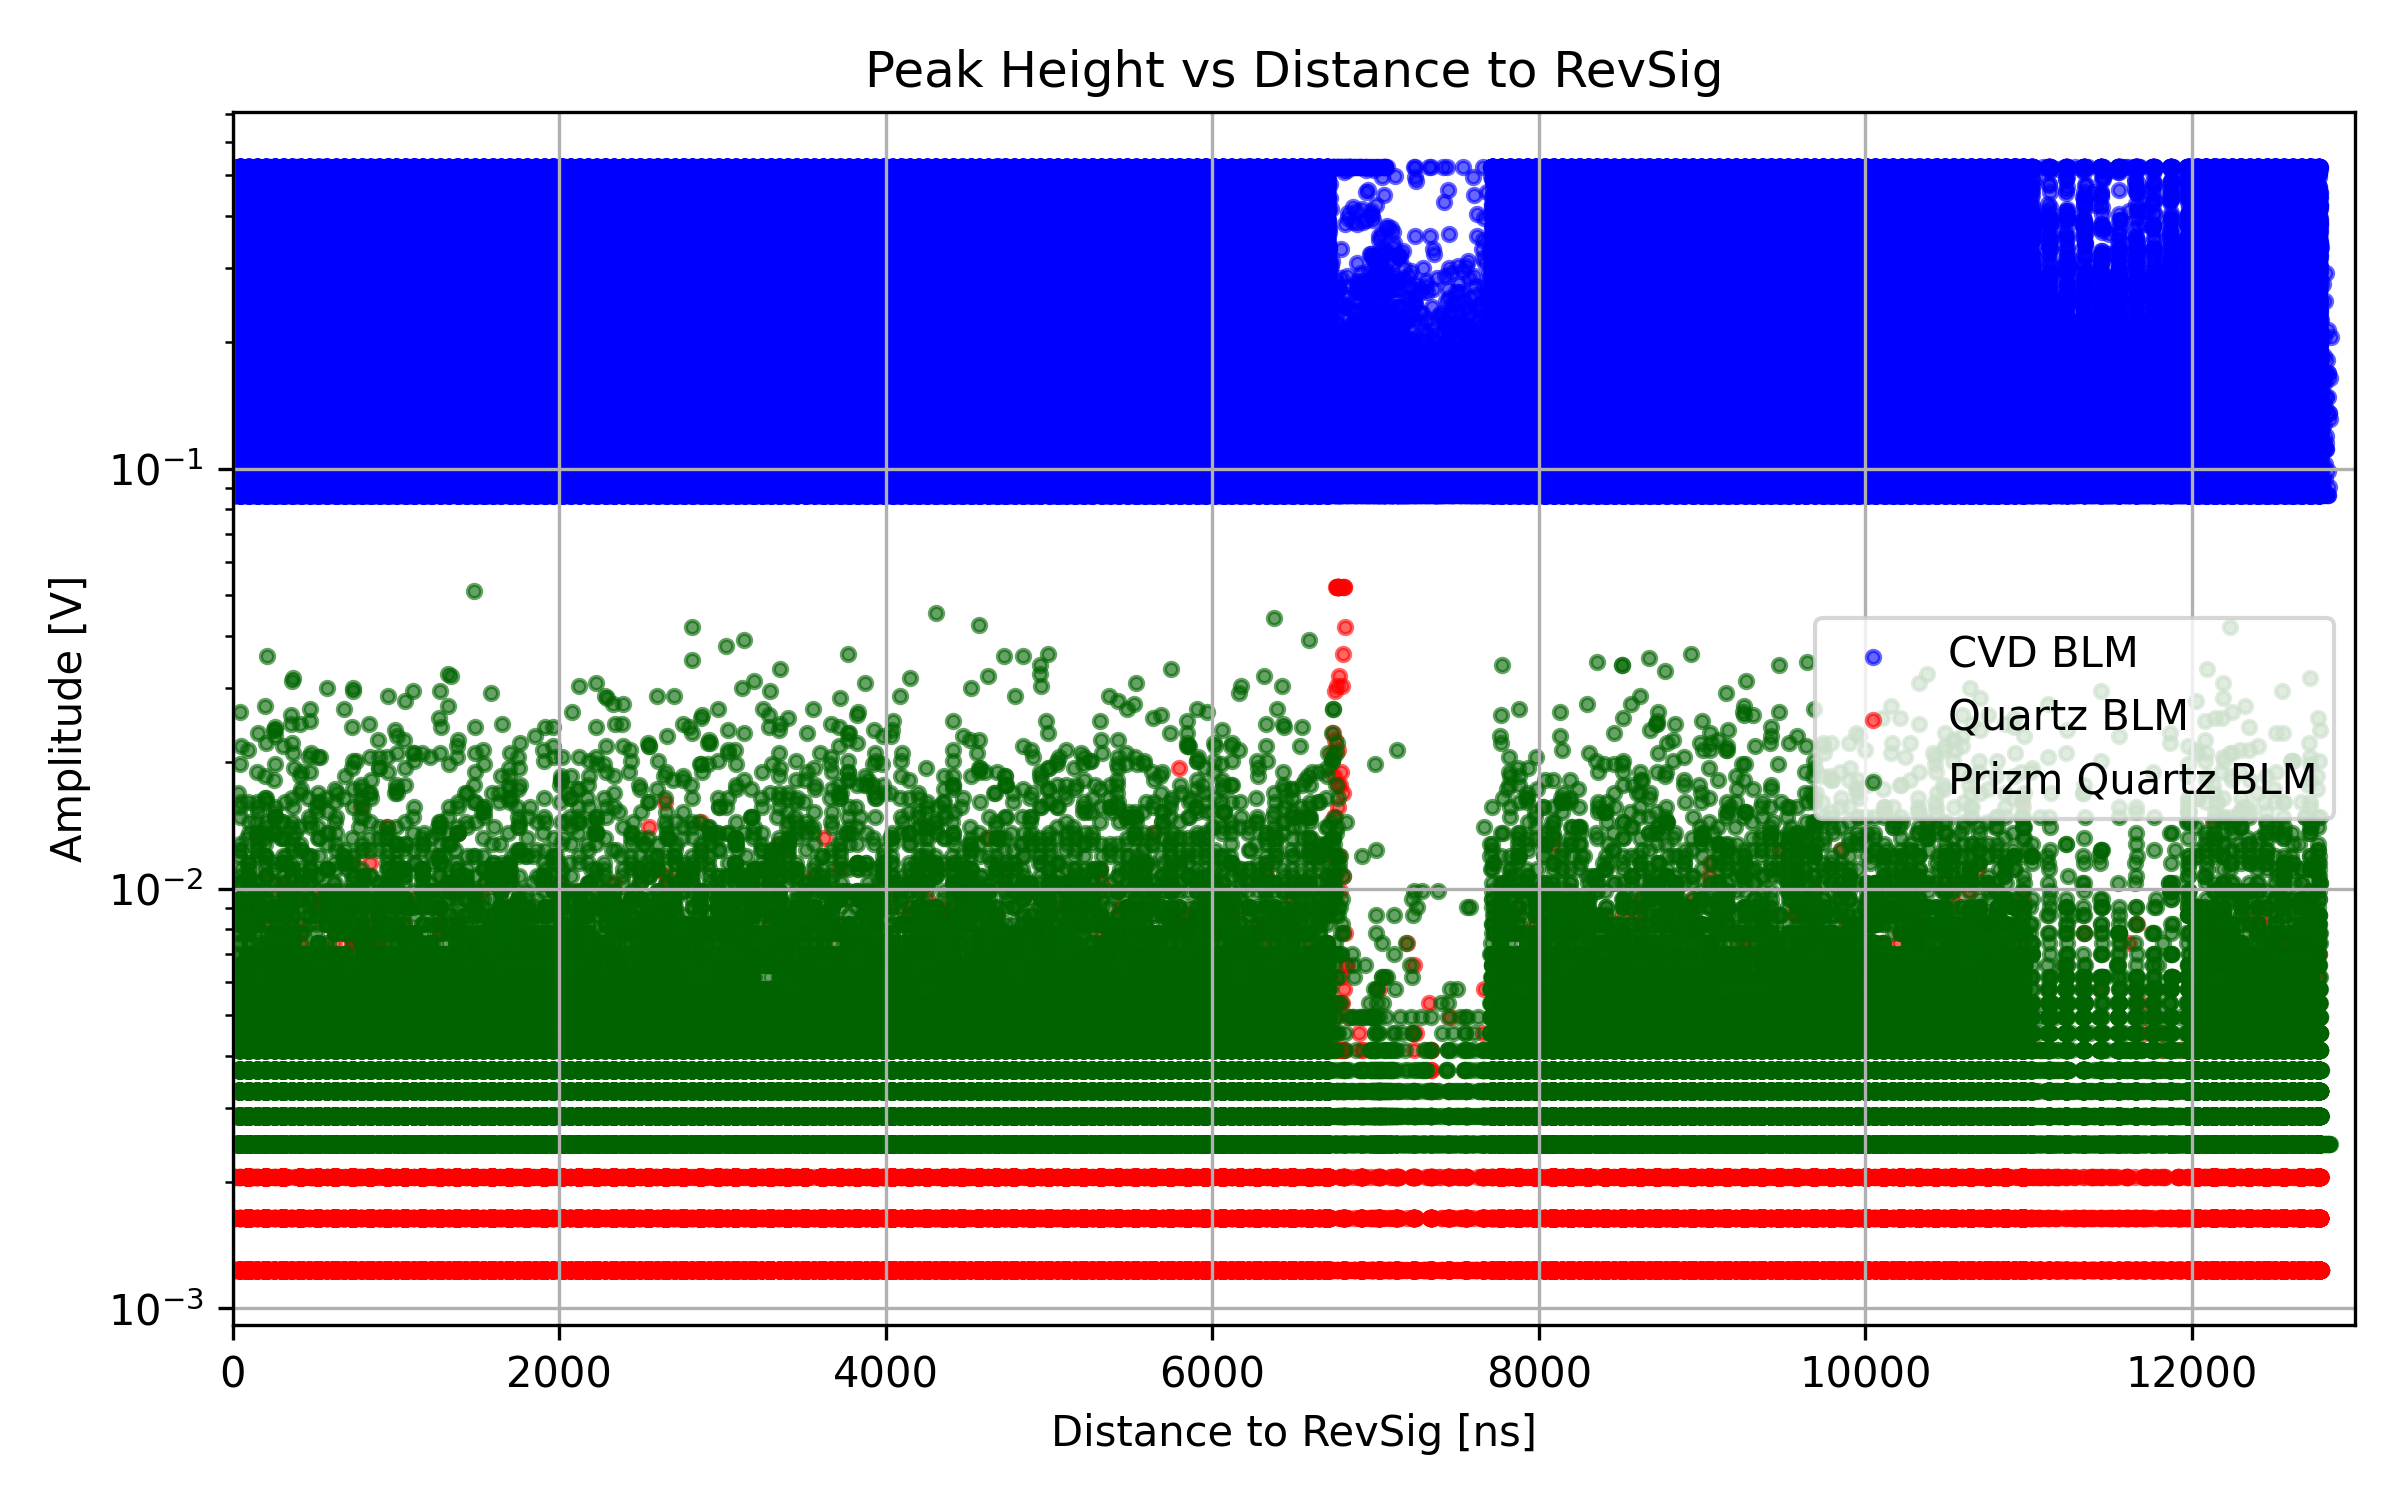 Peak Height vs Distance to RevSig
Amplitude [V]
10⁻¹
10⁻²
10⁻³
CVD BLM
Quartz BLM
Prizm Quartz BLM
0 2000 4000 6000 8000 10000 12000
Distance to RevSig [ns]